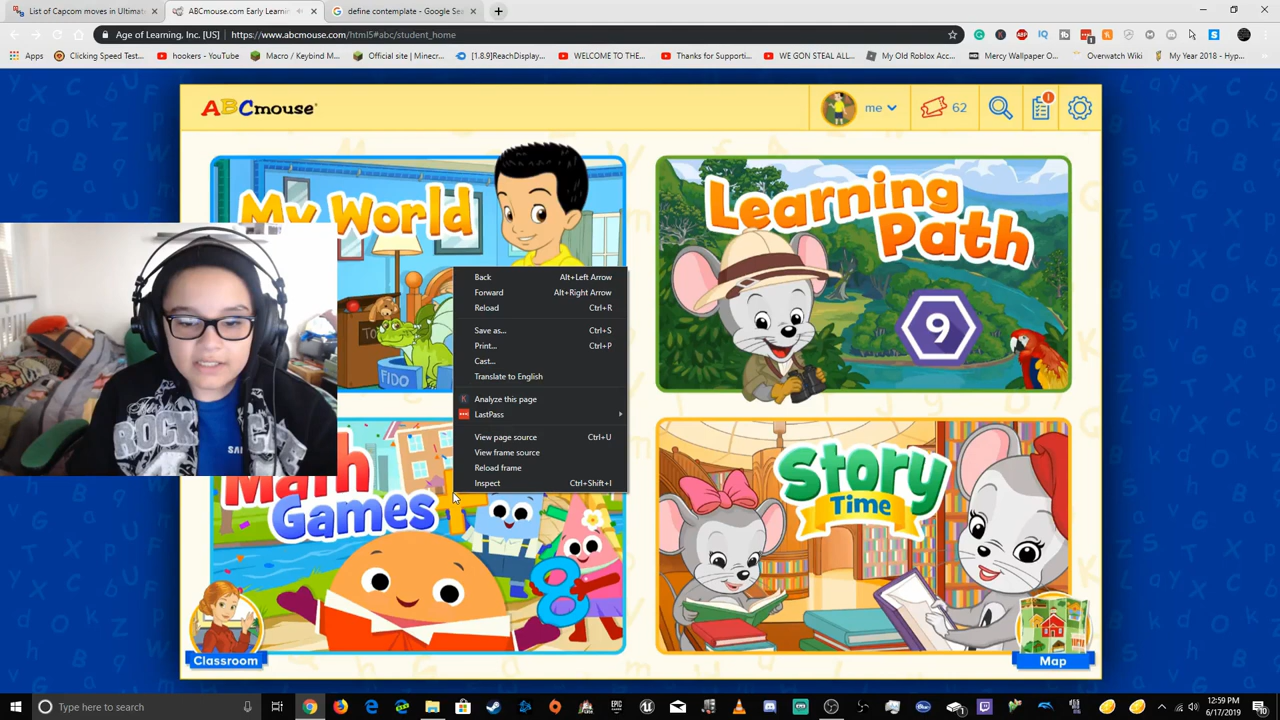 List of Capcom moves in Ultimate
ABCmouse.com Early Learning
define contemplate - Google Sea
Age of Learning, Inc. [US] | https://www.abcmouse.com/html5#abc/student_home
Apps
Clicking Speed Test...
hookers - YouTube
Macro / Keybind M
Official site | Minecr...
[1.8.9]ReachDisplay...
WELCOME TO THE...
Thanks for Supporti...
WE GON STEAL ALL...
My Old Roblox Acc...
Mercy Wallpaper O...
Overwatch Wiki
My Year 2018 - Hyp...
ABCmouse
me
62
My World
Learning
Path
9
TO
FIDO
Back Alt+Left Arrow
Forward Alt+Right Arrow
Reload Ctrl+R
Save as... Ctrl+S
Print... Ctrl+P
Cast...
Translate to English
Analyze this page
LastPass
View page source Ctrl+U
View frame source
Reload frame
Inspect Ctrl+Shift+I
ROCK
Math
Games
8
Story
Time
Classroom
Map
Type here to search
12:59 PM
6/17/2019